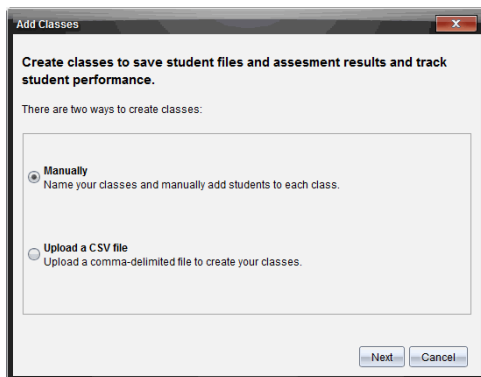 Add Classes
Create classes to save student files and assesment results and track
student performance.
There are two ways to create classes:
Manually
Name your classes and manually add students to each class.
Upload a CSV file
Upload a comma-delimited file to create your classes.
Next Cancel